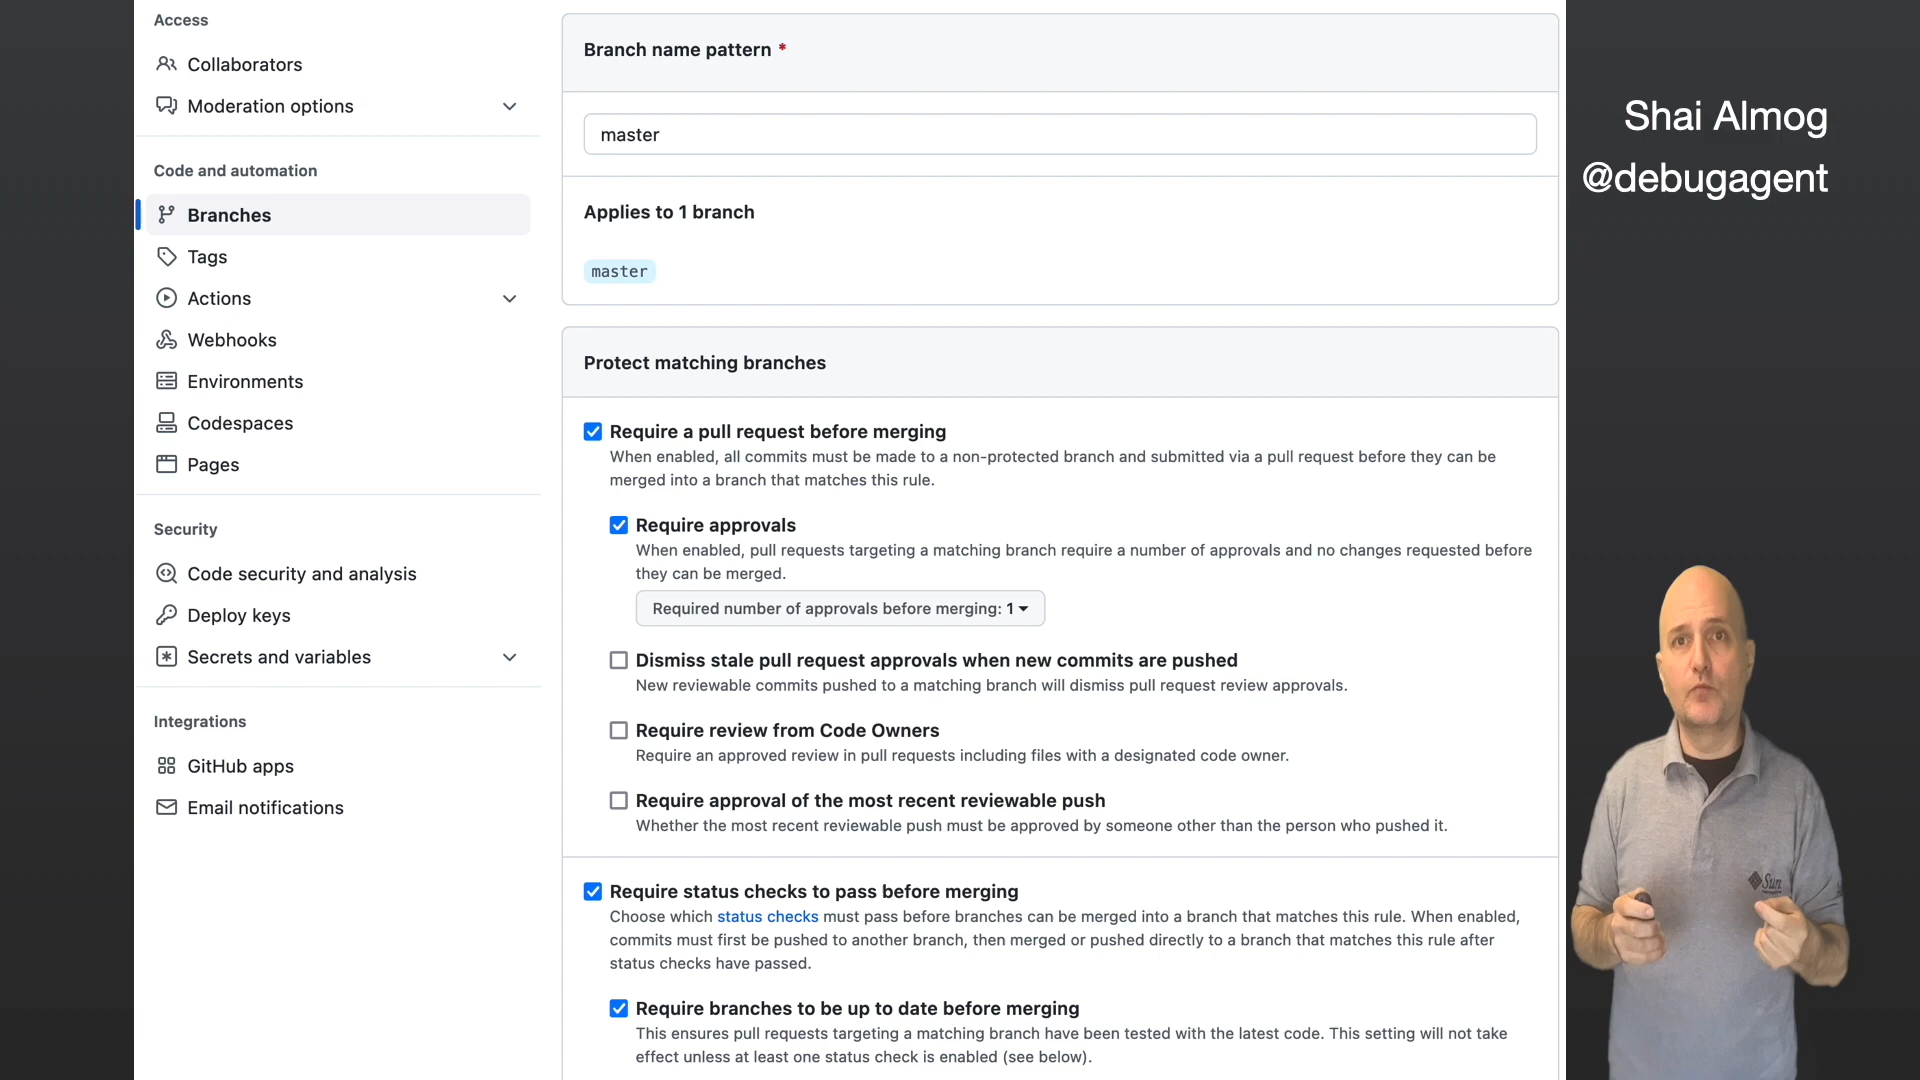 Access
Collaborators
Moderation options
Code and automation
Branches
Tags
Actions
Webhooks
Environments
Codespaces
Pages
Security
Code security and analysis
Deploy keys
Secrets and variables
Integrations
GitHub apps
Email notifications
Branch name pattern *
master
Applies to 1 branch
master
Protect matching branches
Require a pull request before merging
When enabled, all commits must be made to a non-protected branch and submitted via a pull request before they can be
merged into a branch that matches this rule.
Require approvals
When enabled, pull requests targeting a matching branch require a number of approvals and no changes requested before
they can be merged.
Required number of approvals before merging: 1
Dismiss stale pull request approvals when new commits are pushed
New reviewable commits pushed to a matching branch will dismiss pull request review approvals.
Require review from Code Owners
Require an approved review in pull requests including files with a designated code owner.
Require approval of the most recent reviewable push
Whether the most recent reviewable push must be approved by someone other than the person who pushed it.
Require status checks to pass before merging
Choose which status checks must pass before branches can be merged into a branch that matches this rule. When enabled,
commits must first be pushed to another branch, then merged or pushed directly to a branch that matches this rule after
status checks have passed.
Require branches to be up to date before merging
This ensures pull requests targeting a matching branch have been tested with the latest code. This setting will not take
effect unless at least one status check is enabled (see below).
Shai Almog
@debugagent
Sun